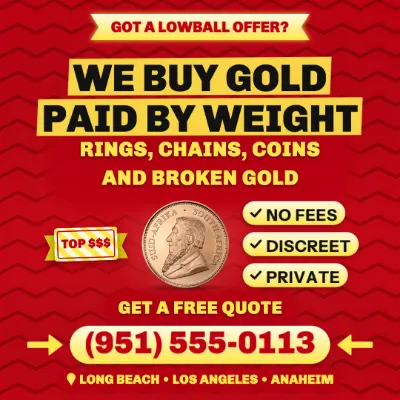 GOT A LOWBALL OFFER?
WE BUY GOLD
PAID BY WEIGHT
RINGS, CHAINS, COINS
AND BROKEN GOLD
TOP $$$
SUID-AFRIKA · SOUTH AFRICA
✓ NO FEES
✓ DISCREET
✓ PRIVATE
GET A FREE QUOTE
(951) 555-0113
LONG BEACH • LOS ANGELES • ANAHEIM